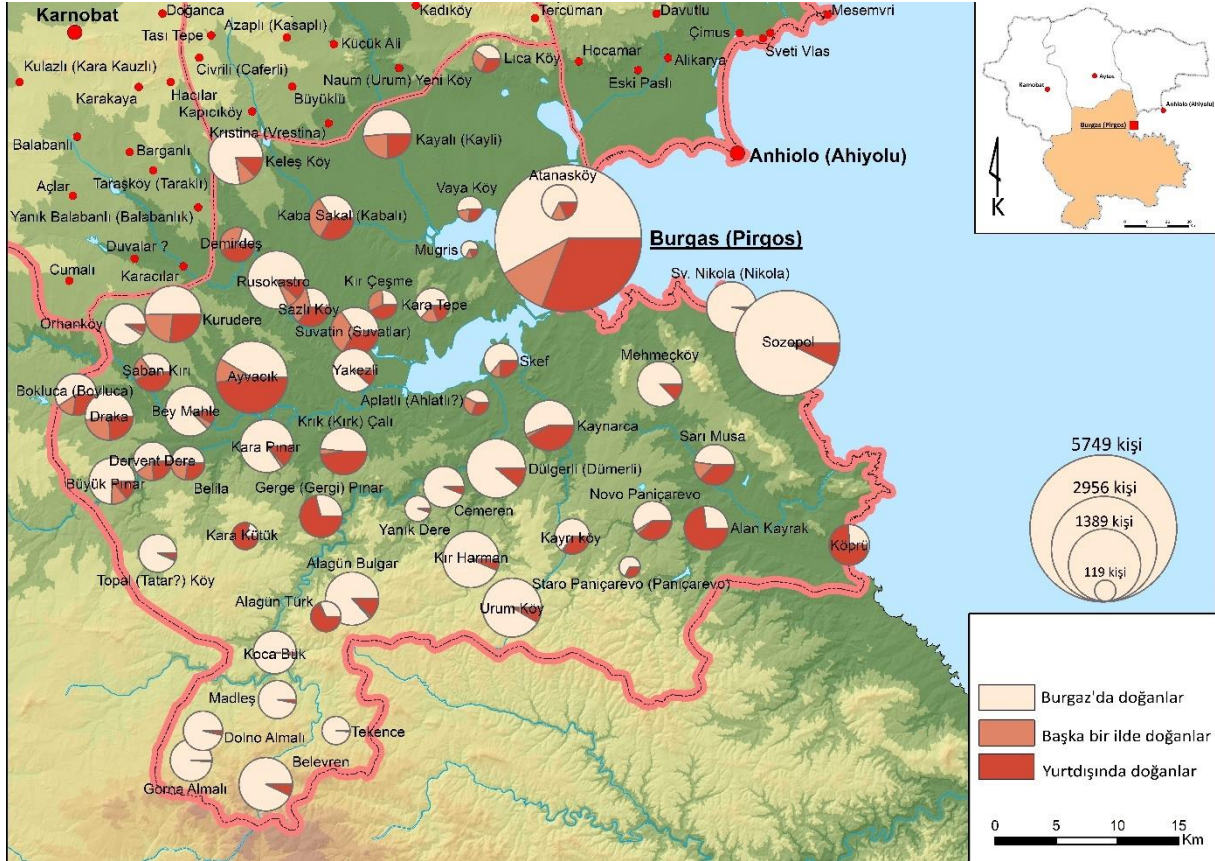 Karnobat
Doğanca
Kadıköy
Tercüman
Davutlu
Mesemvri
Taşı Tepe
Azaplı (Kasaplı)
Küçük Ali
Çimus
Sveti Vlas
Kulazlı (Kara Kauzlı)
Civrili (Caferli)
Naum (Urum) Yeni Köy
Lıca Köy
Hocamar
Alikarya
Eski Paslı
Karakaya
Hacılar
Büyüklü
Kapıcıköy
Balabanlı
Barganlı
Kristina (Vrestina)
Kayalı (Kayli)
Keleş Köy
Anhiolo (Ahiyolu)
Açlar
Taraşköy (Taraklı)
Vaya Köy
Atanasköy
Yanık Balabanlı (Balabanlık)
Kaba Sakal (Kabalı)
Duvalar ?
Demirdeş
Mugris
Burgas (Pirgos)
Cumalı
Karacılar
Rusokastro
Kır Çeşme
Sv. Nikola (Nikola)
Orhanköy
Kurudere
Sazlı Köy
Kara Tepe
Suvatin (Suvatlar)
Sozepol
Şaban Kırı
Ayvacık
Yakezli
Skef
Mehmeçköy
Bokluca (Boyluca)
Draka
Bey Mahle
Aplatlı (Ahlatlı?)
Krık (Kırk) Çalı
Kaynarca
Kara Pınar
Sarı Musa
Dervent Dere
Büyük Pınar
Belila
Gerge (Gergi) Pınar
Dülgerli (Dümerli)
Cemeren
Novo Paniçarevo
Yanık Dere
Kara Kütük
Kayrı köy
Alan Kayrak
Köprü
Topal (Tatar?) Köy
Alagün Bulgar
Kır Harman
Staro Paniçarevo (Paniçarevo)
Alagün Türk
Urum Köy
Koca Bük
Madleş
Dolno Almalı
Tekence
Gorna Almalı
Belevren
Aytos
Karnobat
Anhiolo (Ahiyolu)
Burgas (Pirgos)
K
Km
5749 kişi
2956 kişi
1389 kişi
119 kişi
Burgaz'da doğanlar
Başka bir ilde doğanlar
Yurtdışında doğanlar
0 5 10 15
Km